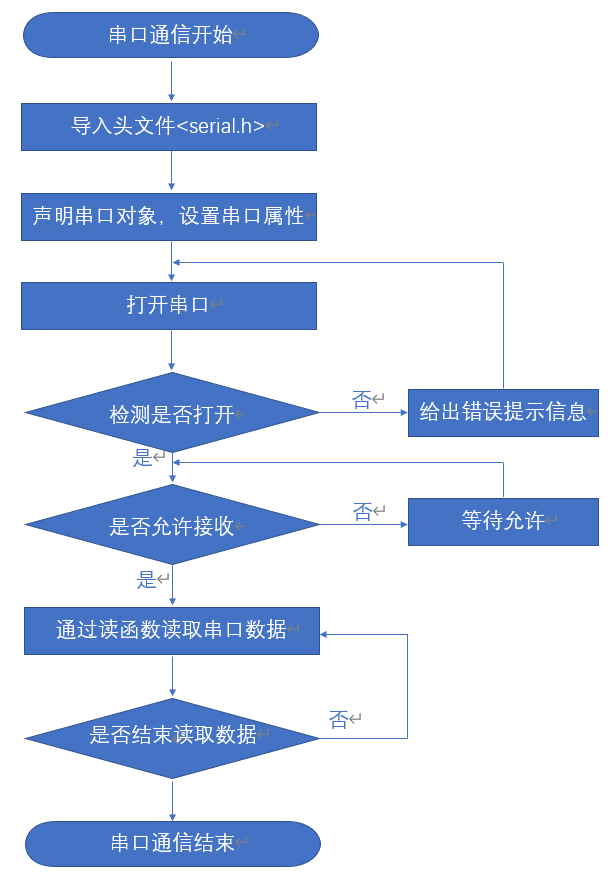 串口通信开始
导入头文件<serial.h>
声明串口对象，设置串口属性
打开串口
检测是否打开
否
给出错误提示信息
是
是否允许接收
否
等待允许
是
通过读函数读取串口数据
是否结束读取数据
否
串口通信结束